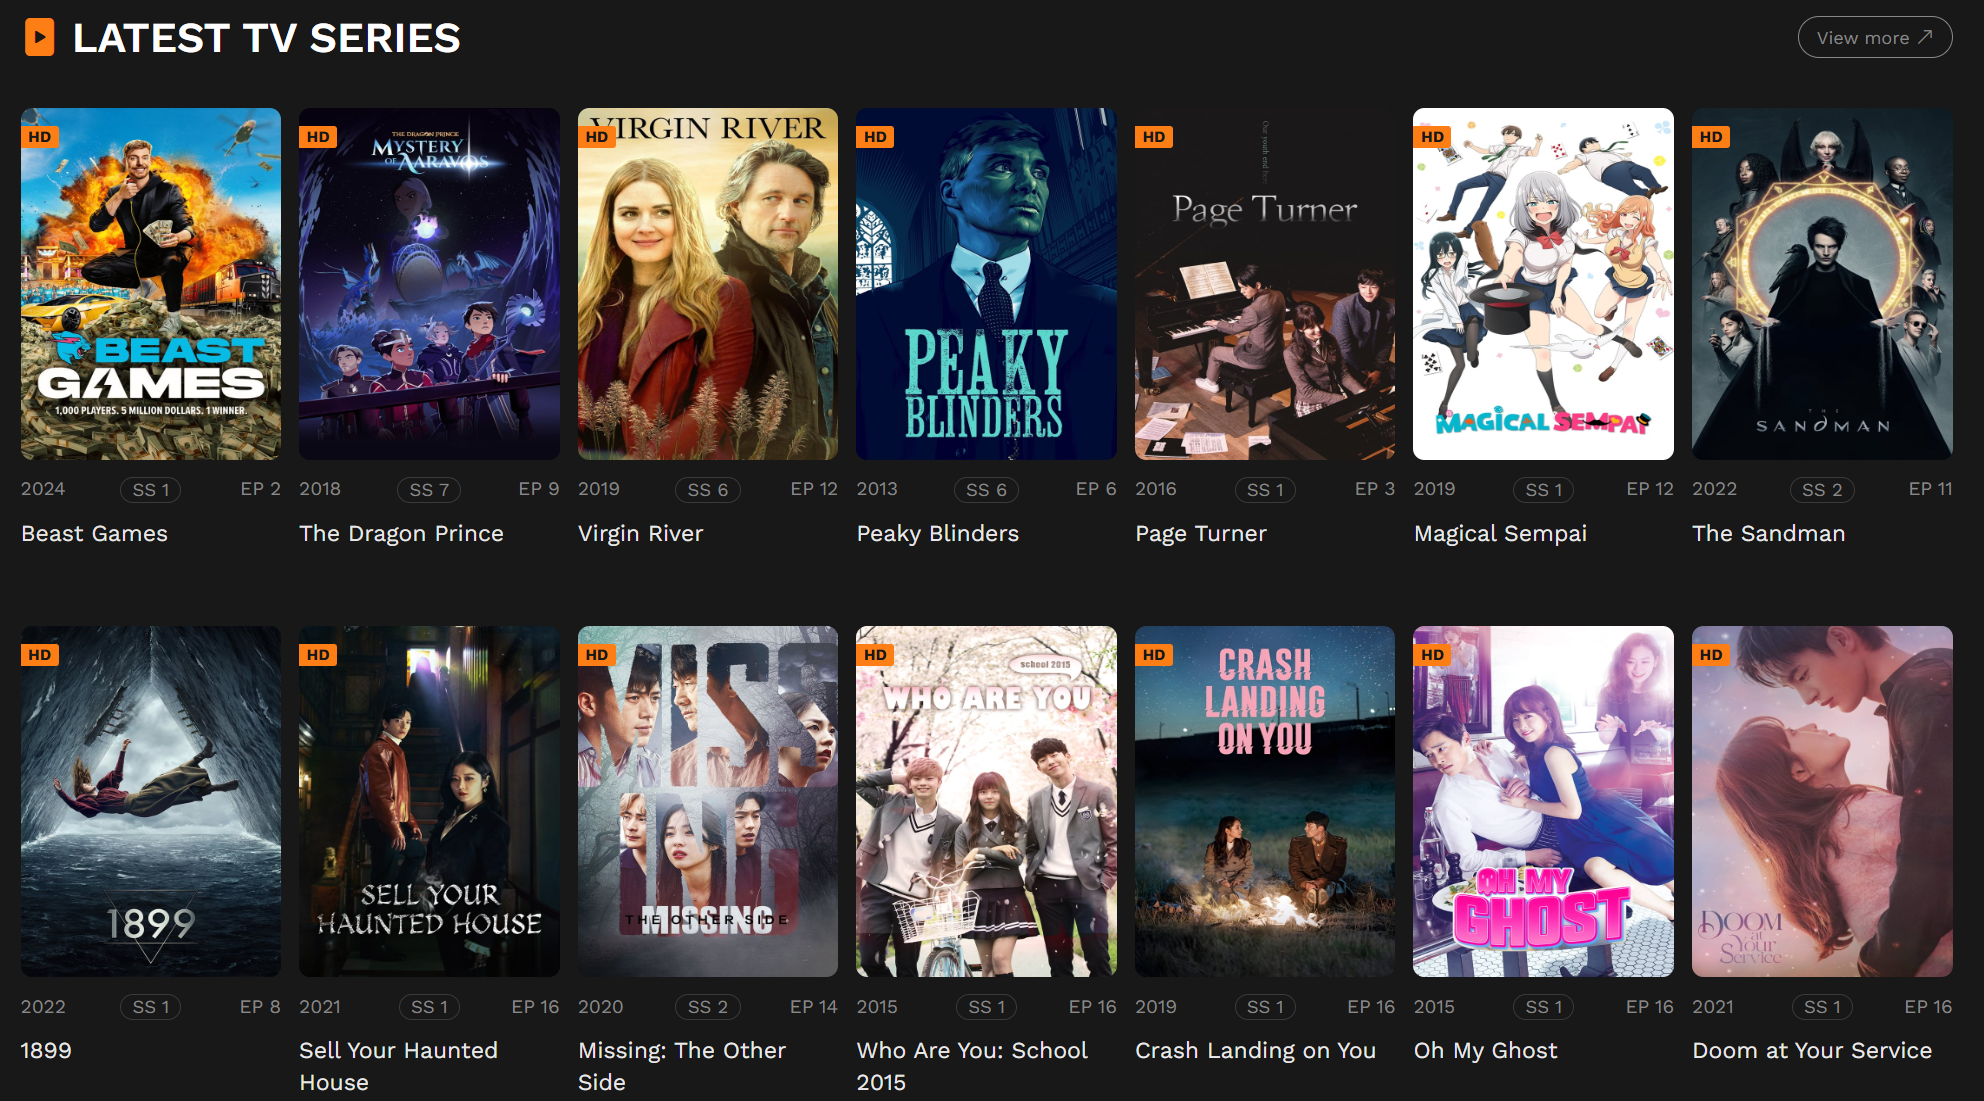 LATEST TV SERIES
View more
HD
THE DRAGON PRINCE
MYSTERY
OF AARAVOS
BEAST
GAMES
1,000 PLAYERS. 5 MILLION DOLLARS. 1 WINNER.
HD
HD
VIRGIN RIVER
HD
PEAKY
BLINDERS
HD
Our youth end here
Page Turner
HD
MAGICAL SEMPAI
HD
THE
SANDMAN
2024 SS 1 EP 2
Beast Games
2018 SS 7 EP 9
The Dragon Prince
2019 SS 6 EP 12
Virgin River
2013 SS 6 EP 6
Peaky Blinders
2016 SS 1 EP 3
Page Turner
2019 SS 1 EP 12
Magical Sempai
2022 SS 2 EP 11
The Sandman
HD
1899
HD
SELL YOUR
HAUNTED HOUSE
HD
MISS
ING
THE OTHER SIDE
MISSING
HD
school 2015
WHO ARE YOU
HD
CRASH
LANDING
ON YOU
HD
OH MY
GHOST
HD
DOOM
at
Your
Service
2022 SS 1 EP 8
1899
2021 SS 1 EP 16
Sell Your Haunted
House
2020 SS 2 EP 14
Missing: The Other
Side
2015 SS 1 EP 16
Who Are You: School
2015
2019 SS 1 EP 16
Crash Landing on You
2015 SS 1 EP 16
Oh My Ghost
2021 SS 1 EP 16
Doom at Your Service